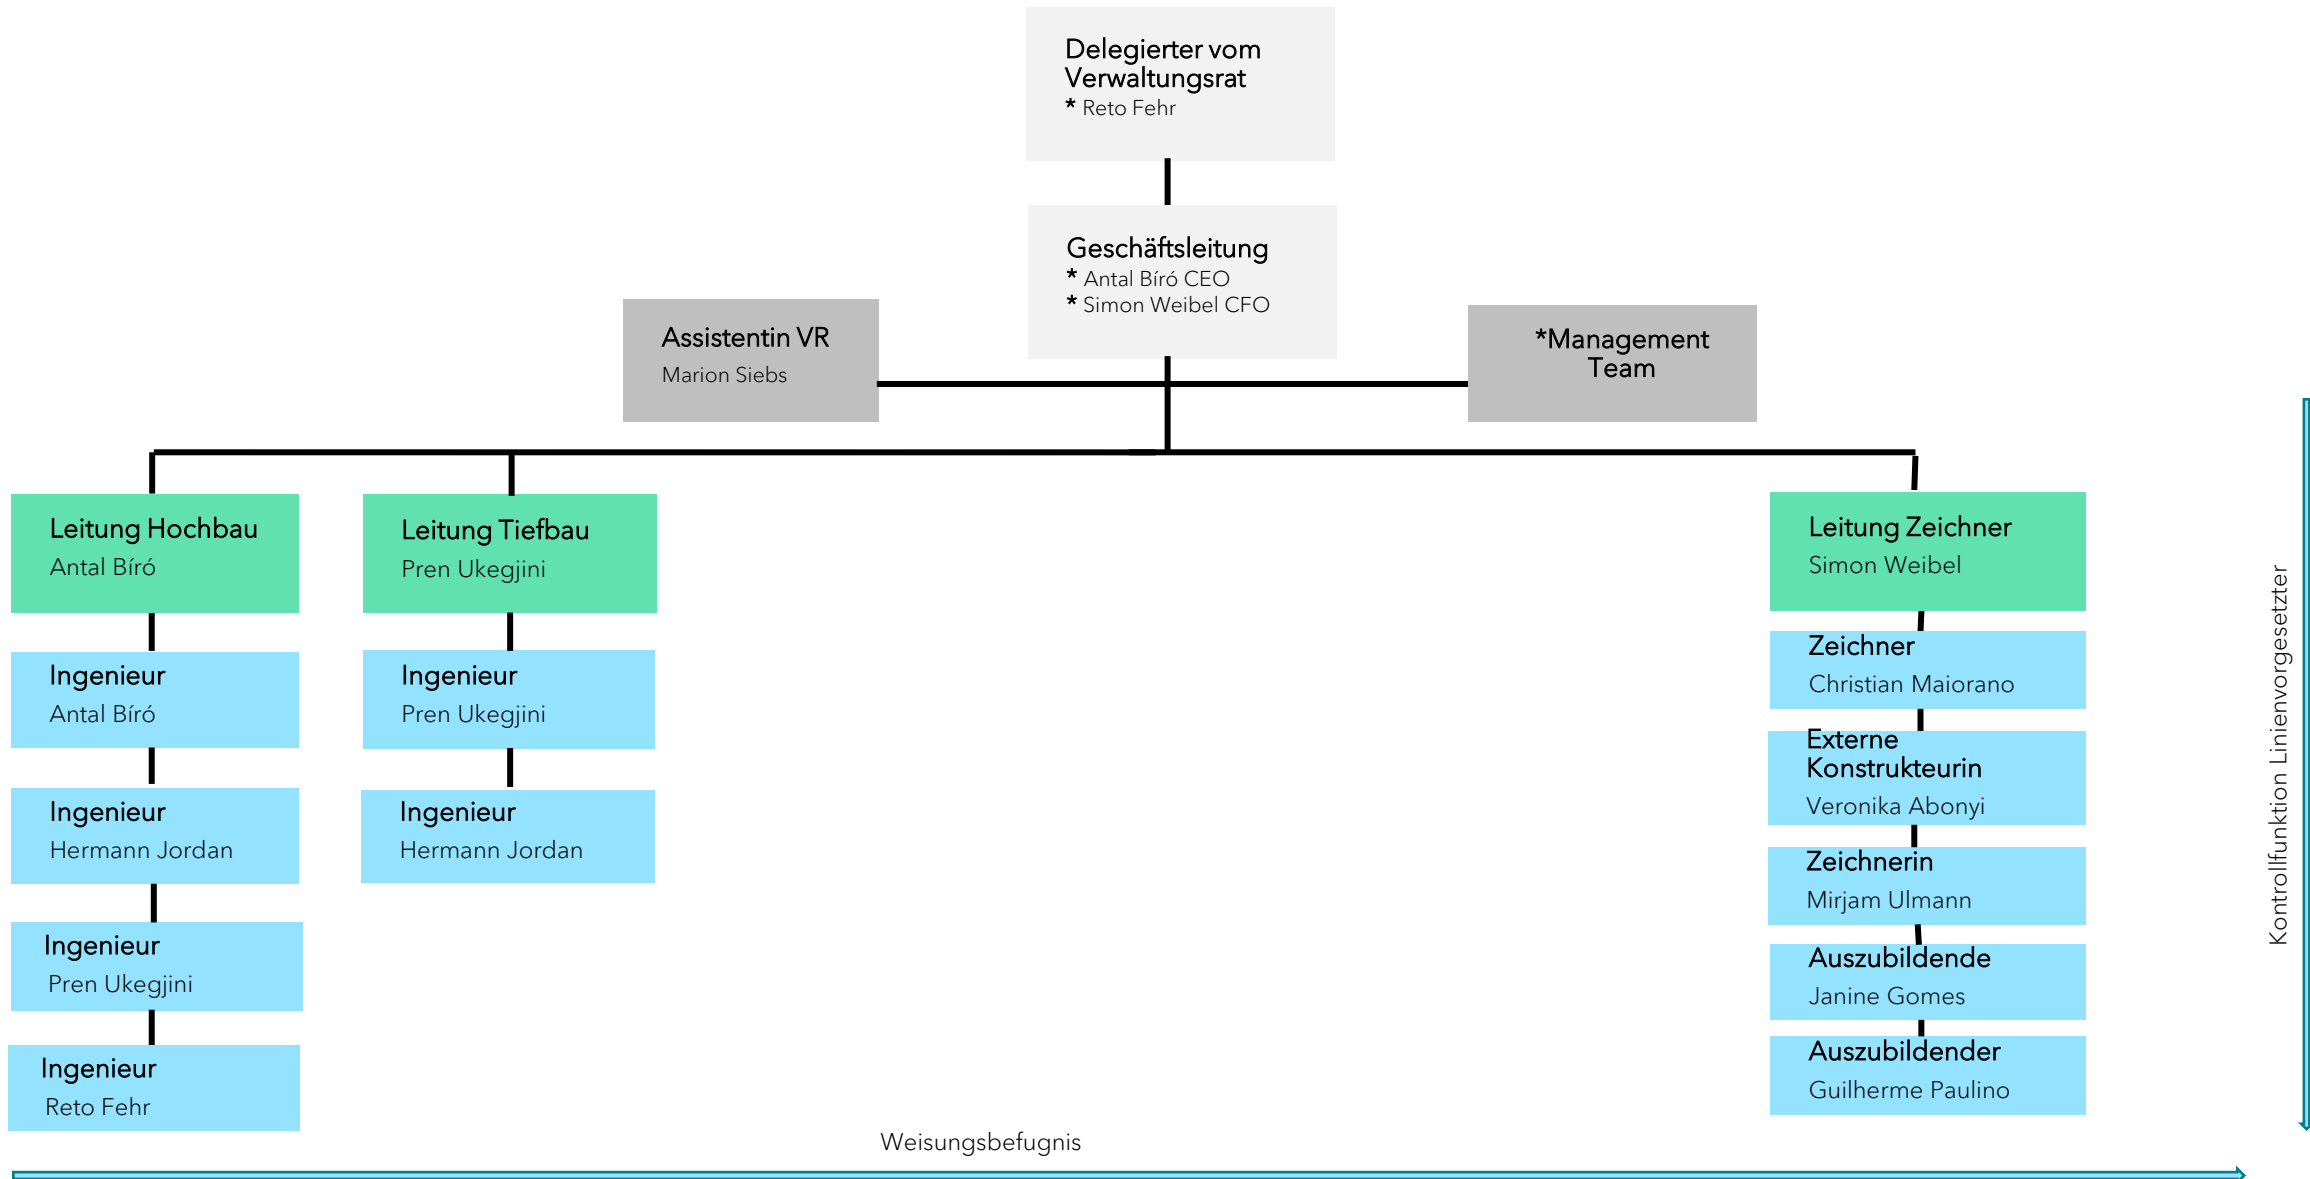 Delegierter vom
Verwaltungsrat
* Reto Fehr
Geschäftsleitung
* Antal Bíró CEO
* Simon Weibel CFO
Assistentin VR
Marion Siebs
*Management
Team
Leitung Hochbau
Antal Bíró
Ingenieur
Antal Bíró
Ingenieur
Hermann Jordan
Ingenieur
Pren Ukegjini
Ingenieur
Reto Fehr
Leitung Tiefbau
Pren Ukegjini
Ingenieur
Pren Ukegjini
Ingenieur
Hermann Jordan
Leitung Zeichner
Simon Weibel
Zeichner
Christian Maiorano
Externe
Konstrukteurin
Veronika Abonyi
Zeichnerin
Mirjam Ulmann
Auszubildende
Janine Gomes
Auszubildender
Guilherme Paulino
Kontrollfunktion Linienvorgesetzter
Weisungsbefugnis